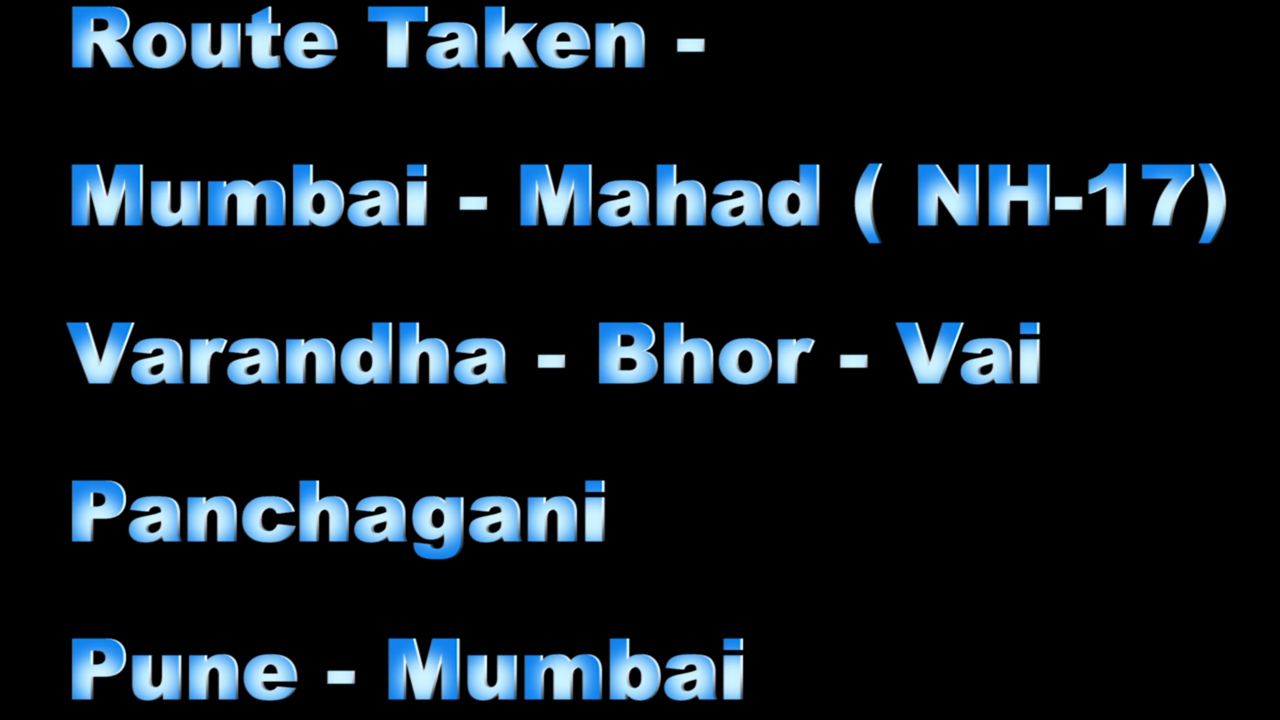 Route Taken -
Mumbai - Mahad ( NH-17)
Varandha - Bhor - Vai
Panchagani
Pune - Mumbai